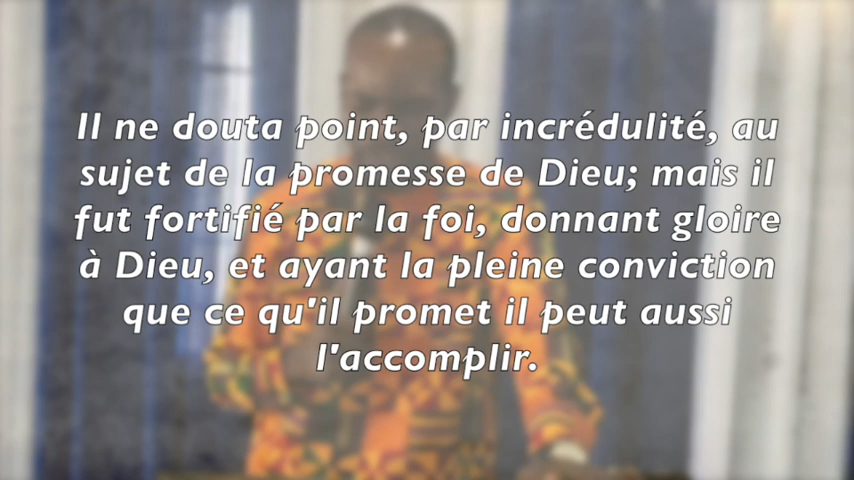 Il ne douta point, par incrédulité, au
sujet de la promesse de Dieu; mais il
fut fortifié par la foi, donnant gloire
à Dieu, et ayant la pleine conviction
que ce qu'il promet il peut aussi
l'accomplir.